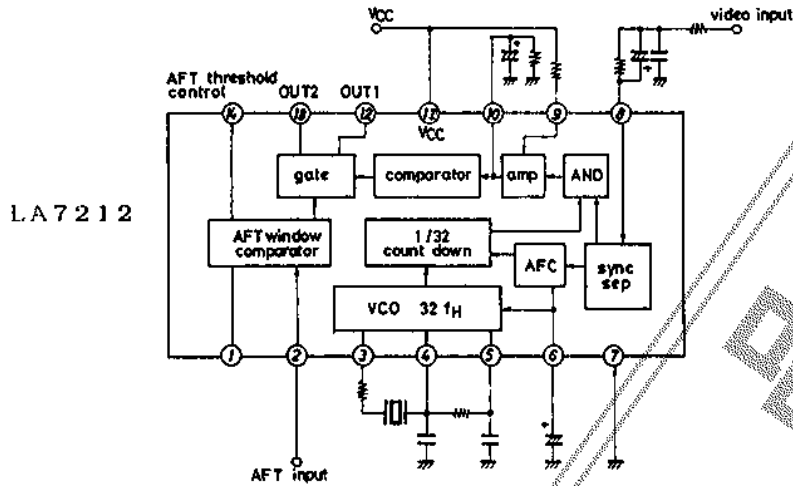 VCC
video input
AFT threshold
control
OUT2
OUT1
14
13
12
11
10
9
8
VCC
gate
comparator
amp
AND
LA7212
AFT window
comparator
1/32
count down
AFC
sync
sep
VCO 32 fH
1
2
3
4
5
6
7
AFT input